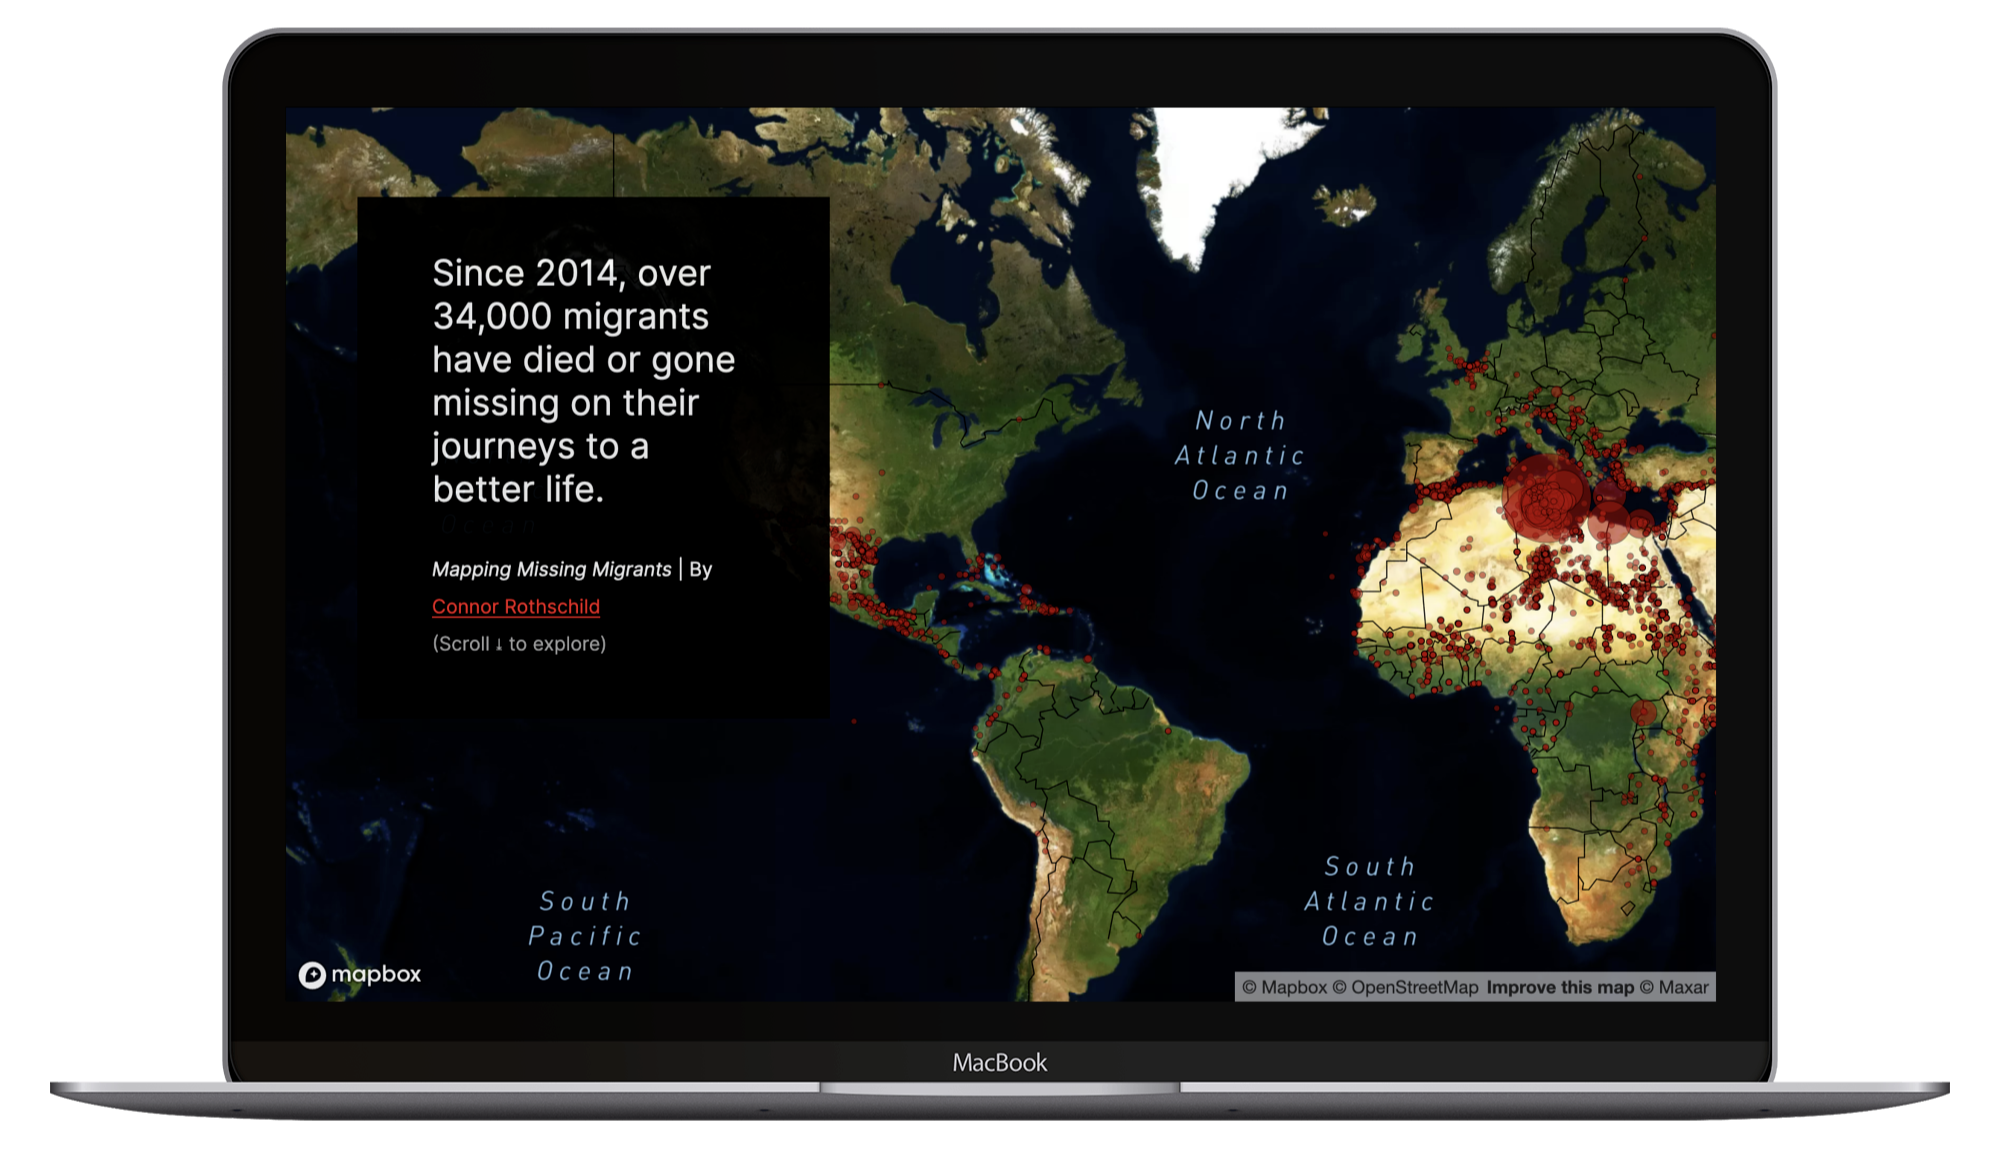 Since 2014, over
34,000 migrants
have died or gone
missing on their
journeys to a
better life.
Ocean
Mapping Missing Migrants | By
Connor Rothschild
(Scroll ↓ to explore)
North
Atlantic
Ocean
South
Pacific
Ocean
South
Atlantic
Ocean
mapbox
© Mapbox © OpenStreetMap Improve this map © Maxar
MacBook